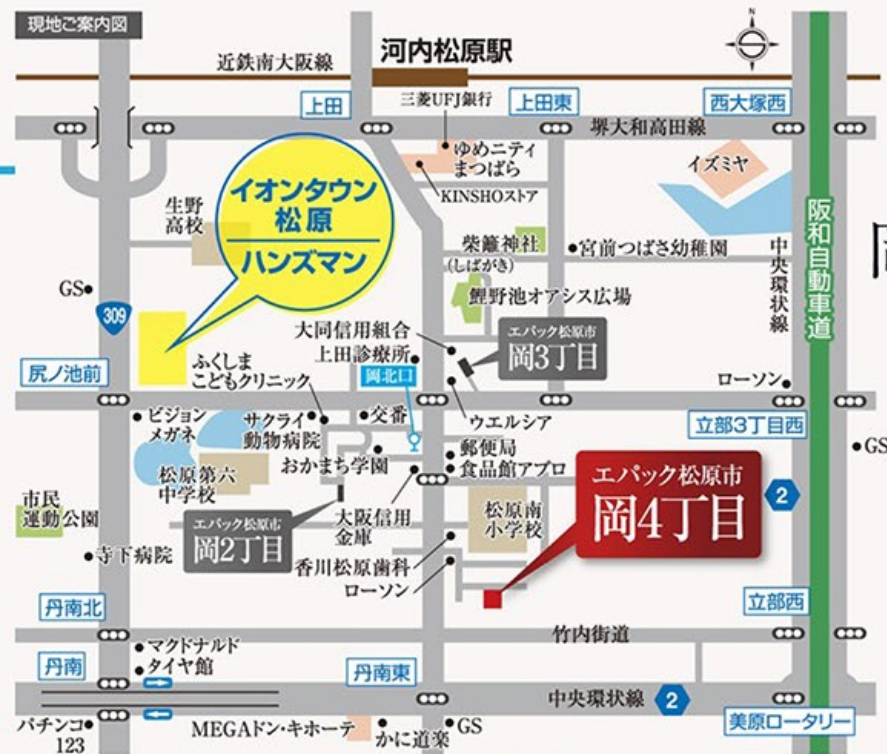 現地ご案内図
N
近鉄南大阪線
河内松原駅
三菱UFJ銀行
上田
上田東
西大塚西
堺大和高田線
ゆめニティ
まつばら
KINSHOストア
イズミヤ
イオンタウン
松原
ハンズマン
生野
高校
柴籬神社
(しばがき)
宮前つばさ幼稚園
中央環状線
阪和自動車道
GS
309
鯉野池オアシス広場
大同信用組合
上田診療所
エバック松原市
岡3丁目
尻ノ池前
ふくしま
こどもクリニック
岡北口
ローソン
ビジョン
メガネ
サクライ
動物病院
交番
ウエルシア
立部3丁目西
GS
郵便局
食品館アプロ
おかまち学園
松原第六
中学校
エバック松原市
岡4丁目
2
市民
運動公園
エバック松原市
岡2丁目
大阪信用
金庫
松原南
小学校
寺下病院
香川松原歯科
ローソン
丹南北
立部西
マクドナルド
タイヤ館
竹内街道
丹南
丹南東
中央環状線
2
美原ロータリー
パチンコ
123
MEGAドン・キホーテ
かに道楽
GS